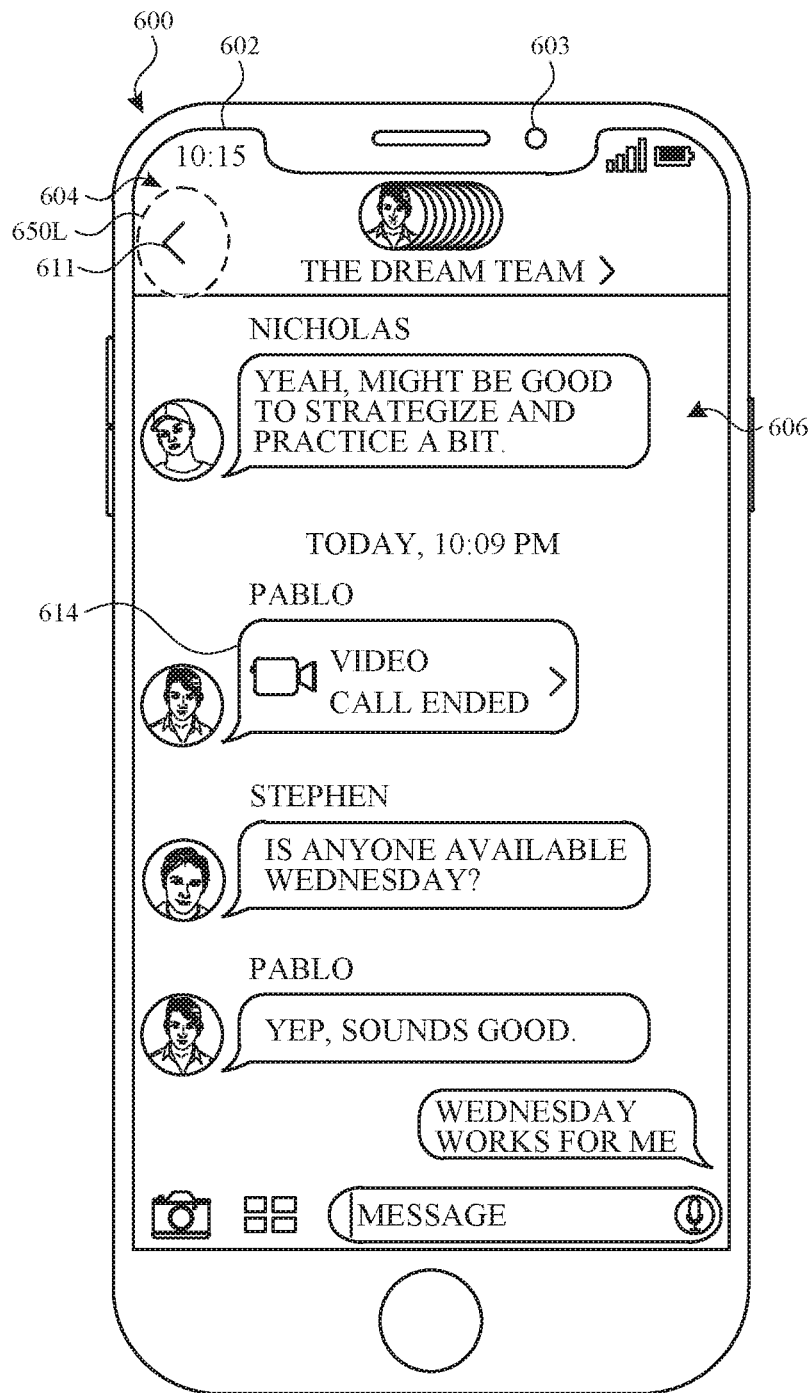 600
602
603
10:15
604
650L
611
THE DREAM TEAM >
NICHOLAS
YEAH, MIGHT BE GOOD
TO STRATEGIZE AND
PRACTICE A BIT.
606
TODAY, 10:09 PM
PABLO
614
VIDEO
CALL ENDED >
STEPHEN
IS ANYONE AVAILABLE
WEDNESDAY?
PABLO
YEP, SOUNDS GOOD.
WEDNESDAY
WORKS FOR ME
MESSAGE